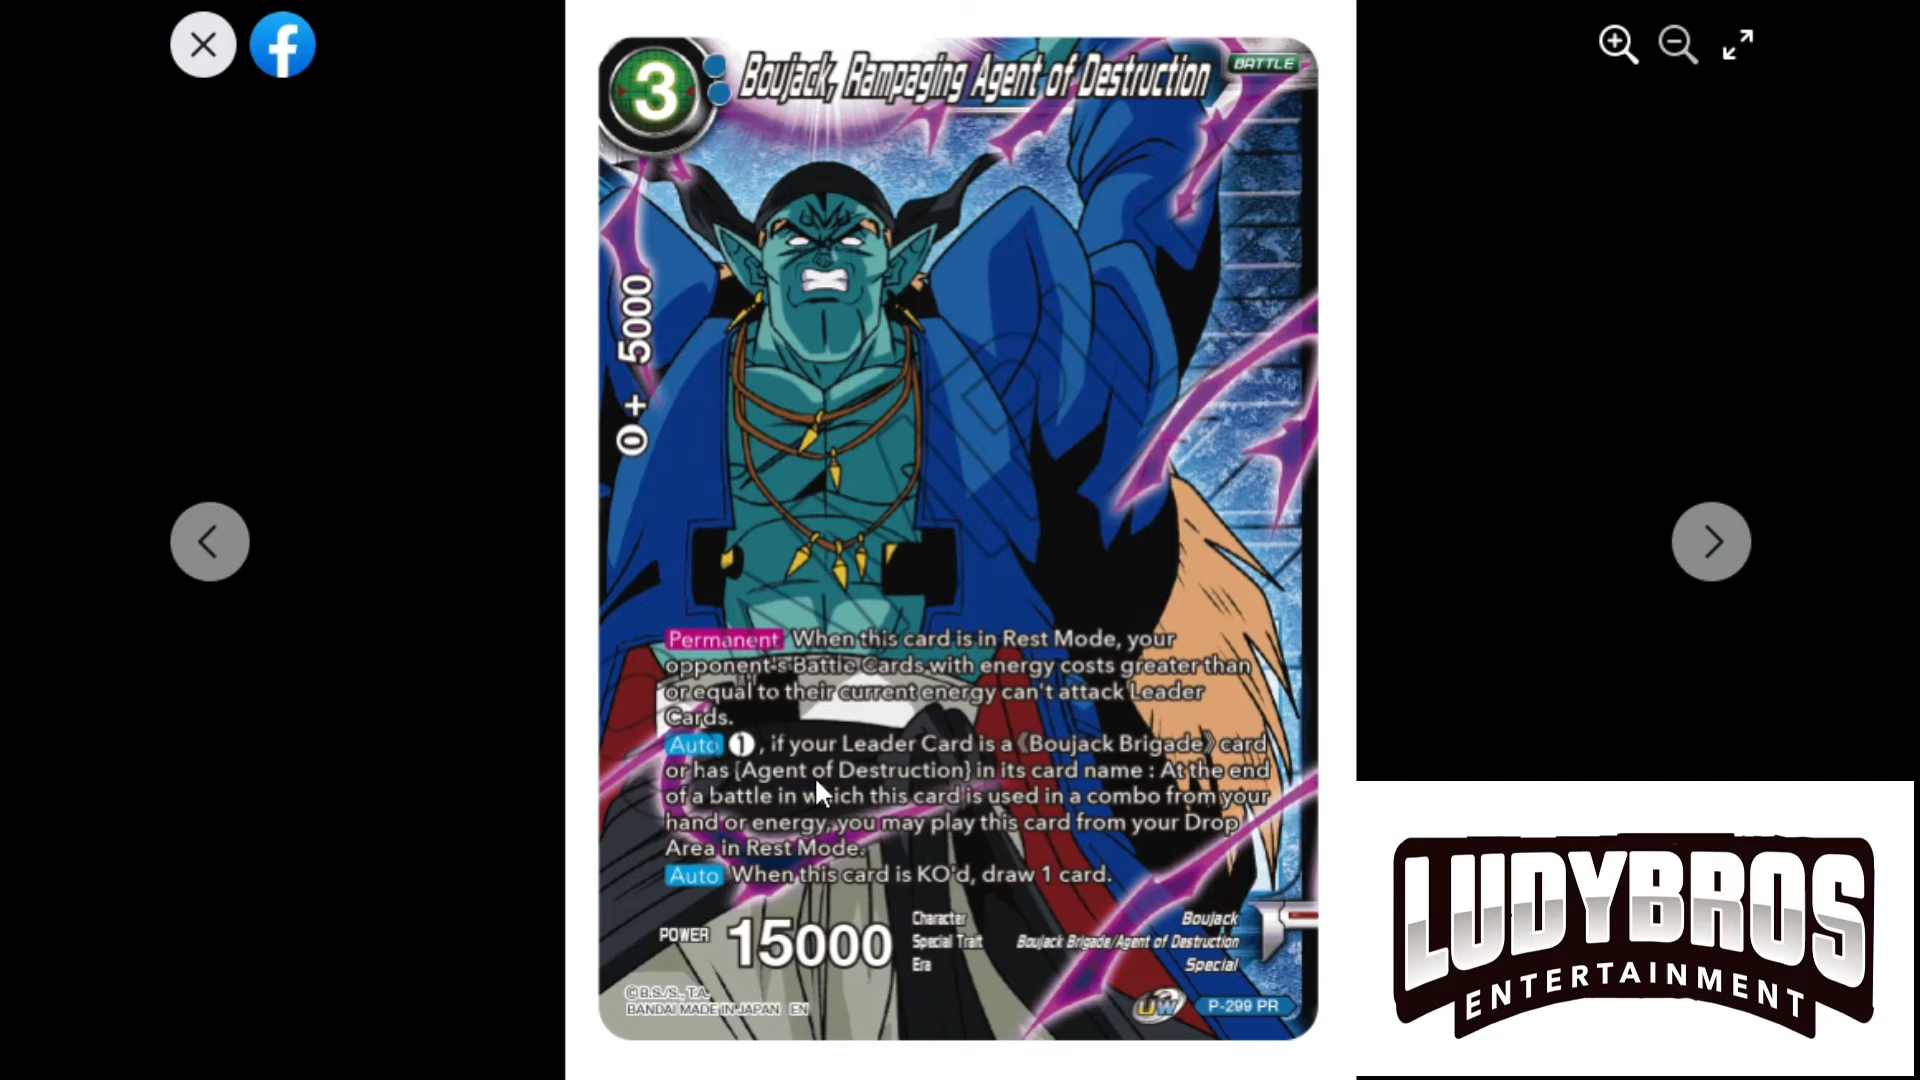 3
Boujack, Rampaging Agent of Destruction
BATTLE
0 + 5000
Permanent When this card is in Rest Mode, your
opponent's Battle Cards with energy costs greater than
or equal to their current energy can't attack Leader
Cards.
Auto 1, if your Leader Card is a 《Boujack Brigade》 card
or has {Agent of Destruction} in its card name : At the end
of a battle in which this card is used in a combo from your
hand or energy, you may play this card from your Drop
Area in Rest Mode.
Auto When this card is KO'd, draw 1 card.
POWER 15000
Character Boujack
Special Trait Boujack Brigade/Agent of Destruction
Era Special
©B.S./S., T.A.
BANDAI MADE IN JAPAN EN
UW
P-299 PR
LUDYBROS
ENTERTAINMENT